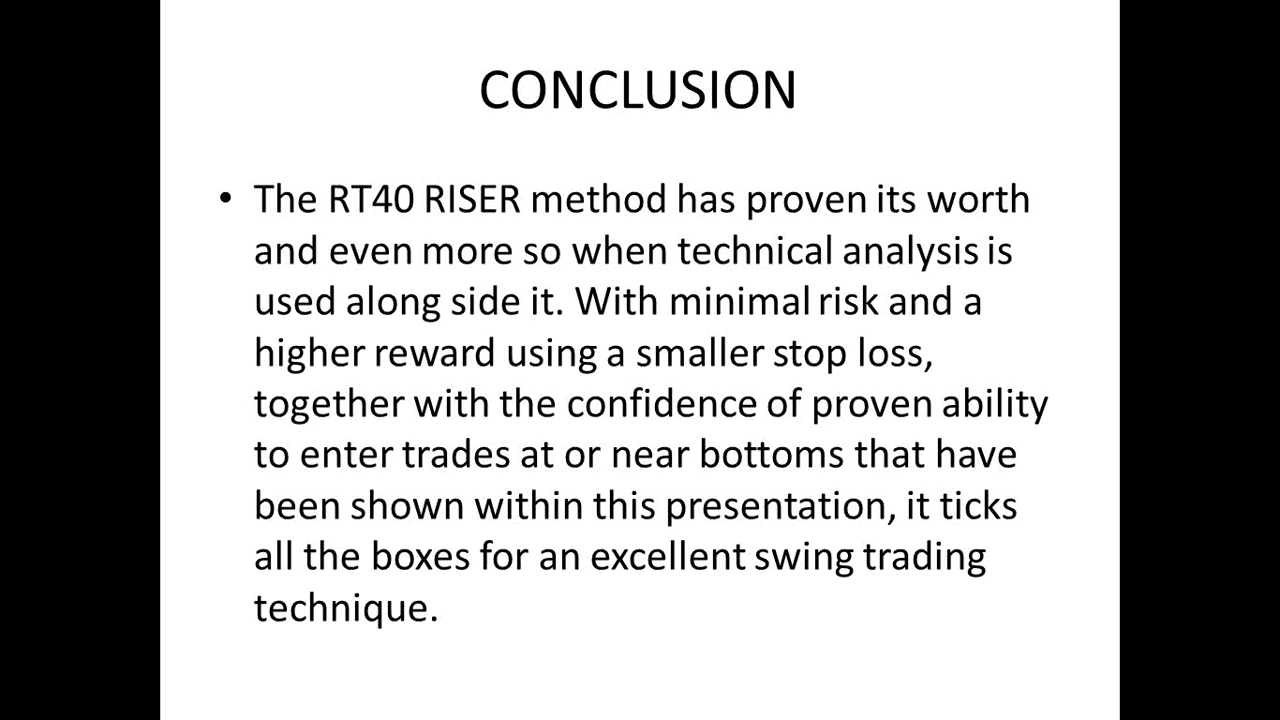 CONCLUSION
• The RT40 RISER method has proven its worth
and even more so when technical analysis is
used along side it. With minimal risk and a
higher reward using a smaller stop loss,
together with the confidence of proven ability
to enter trades at or near bottoms that have
been shown within this presentation, it ticks
all the boxes for an excellent swing trading
technique.